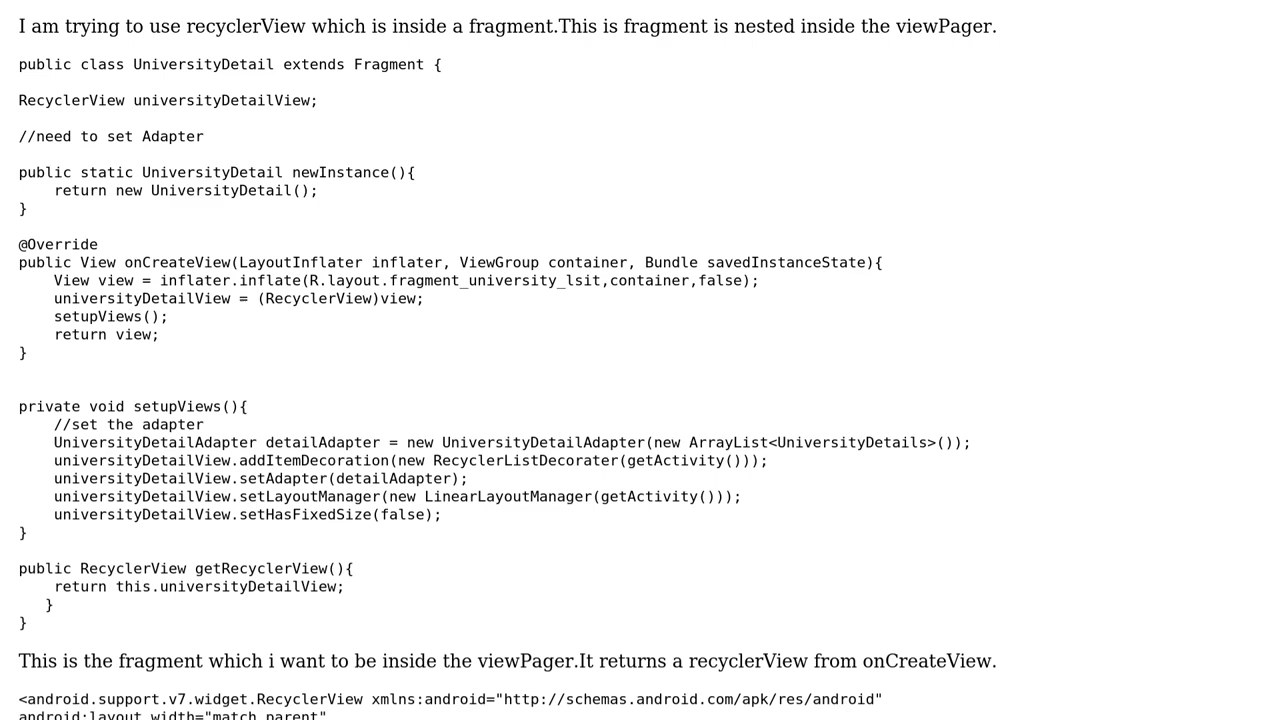 I am trying to use recyclerView which is inside a fragment.This is fragment is nested inside the viewPager.
public class UniversityDetail extends Fragment {
RecyclerView universityDetailView;
//need to set Adapter
public static UniversityDetail newInstance(){
    return new UniversityDetail();
}
@Override
public View onCreateView(LayoutInflater inflater, ViewGroup container, Bundle savedInstanceState){
    View view = inflater.inflate(R.layout.fragment_university_lsit,container,false);
    universityDetailView = (RecyclerView)view;
    setupViews();
    return view;
}
private void setupViews(){
    //set the adapter
    UniversityDetailAdapter detailAdapter = new UniversityDetailAdapter(new ArrayList<UniversityDetails>());
    universityDetailView.addItemDecoration(new RecyclerListDecorater(getActivity()));
    universityDetailView.setAdapter(detailAdapter);
    universityDetailView.setLayoutManager(new LinearLayoutManager(getActivity()));
    universityDetailView.setHasFixedSize(false);
}
public RecyclerView getRecyclerView(){
    return this.universityDetailView;
   }
}
This is the fragment which i want to be inside the viewPager.It returns a recyclerView from onCreateView.
<android.support.v7.widget.RecyclerView xmlns:android="http://schemas.android.com/apk/res/android"
android:layout_width="match_parent"